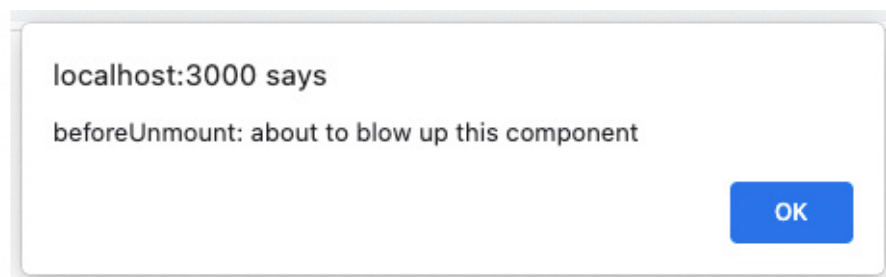 localhost:3000 says
beforeUnmount: about to blow up this component
OK